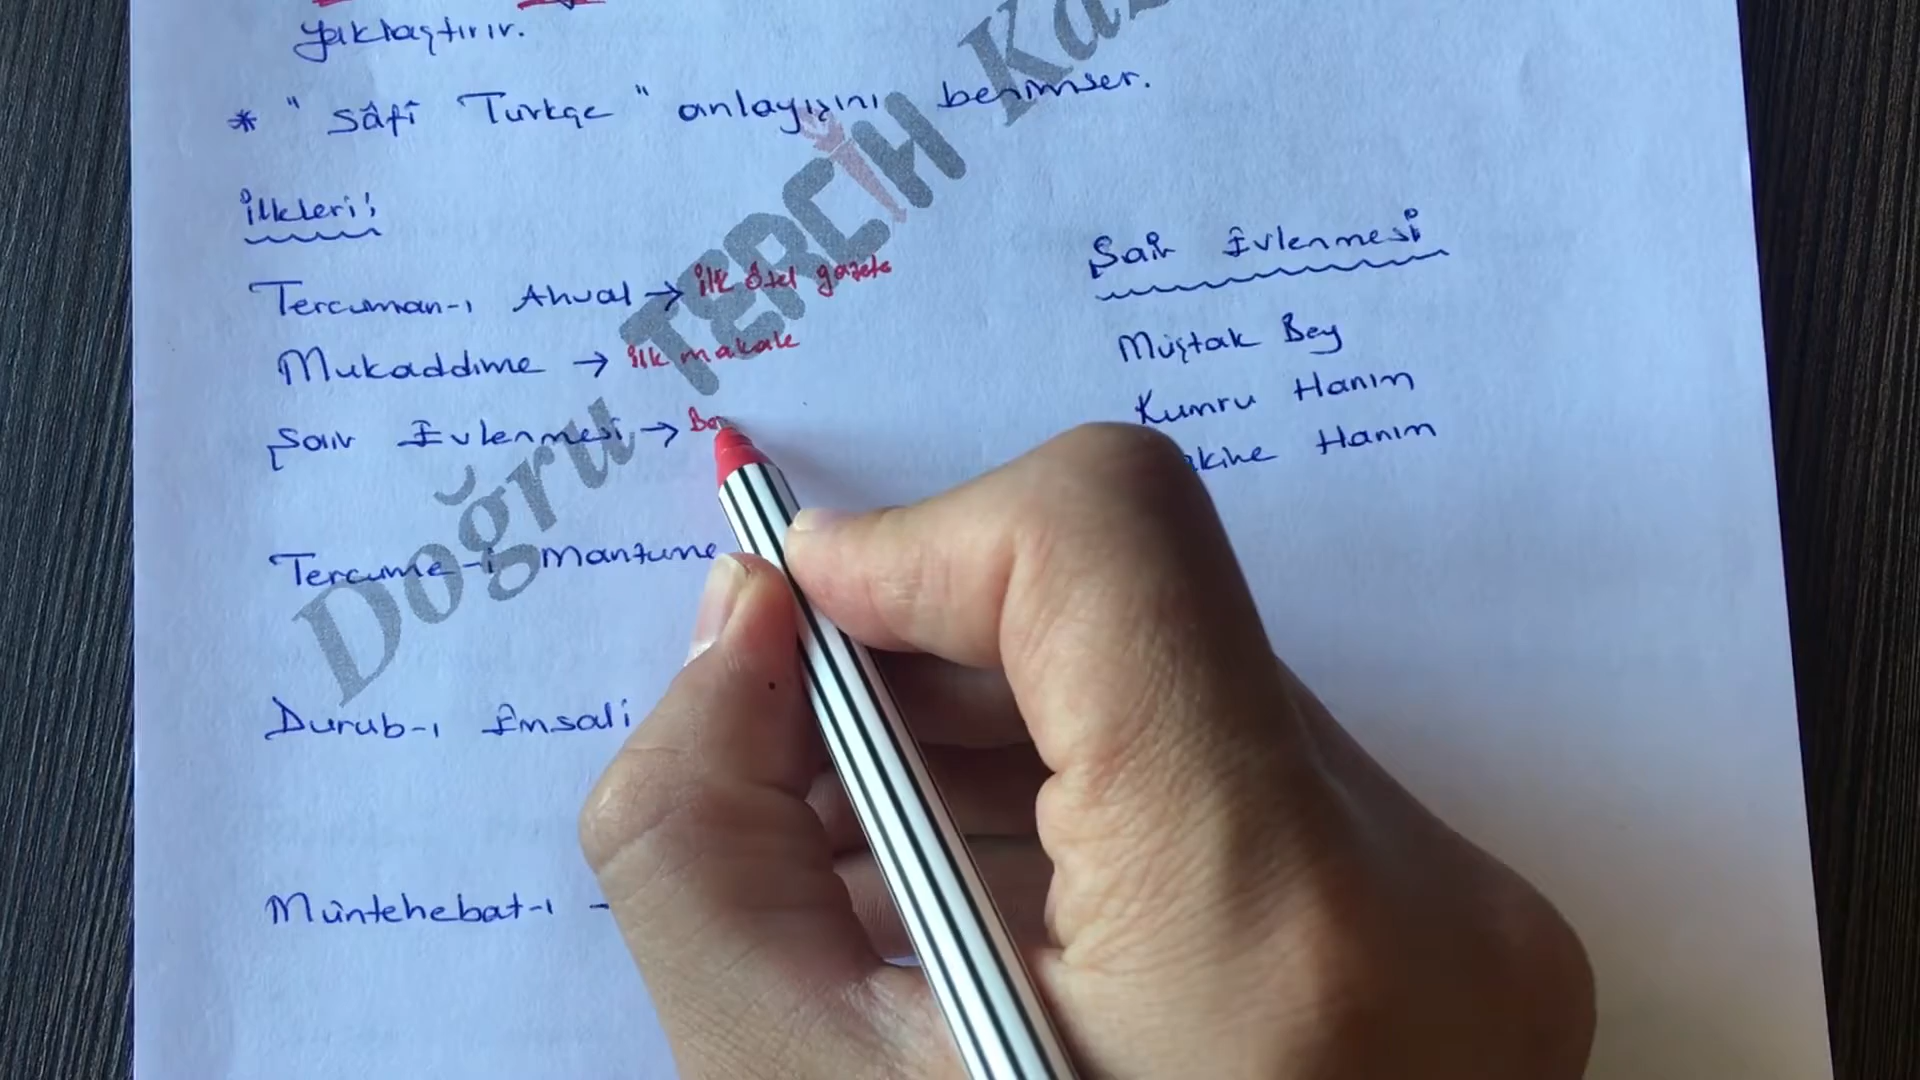 yaklaştırır.
* "Sâfî Türkçe" anlayışını benimser.
İlkleri:
Tercuman-ı Ahval → ilk özel gazete
Mukaddime → ilk makale
Şair Evlenmesi →
Tercume-i Manzume
Durub-ı Emsali
Müntehebat-ı
Şair Evlenmesi
Müştak Bey
Kumru Hanım
Hanım
Doğru TERCİH